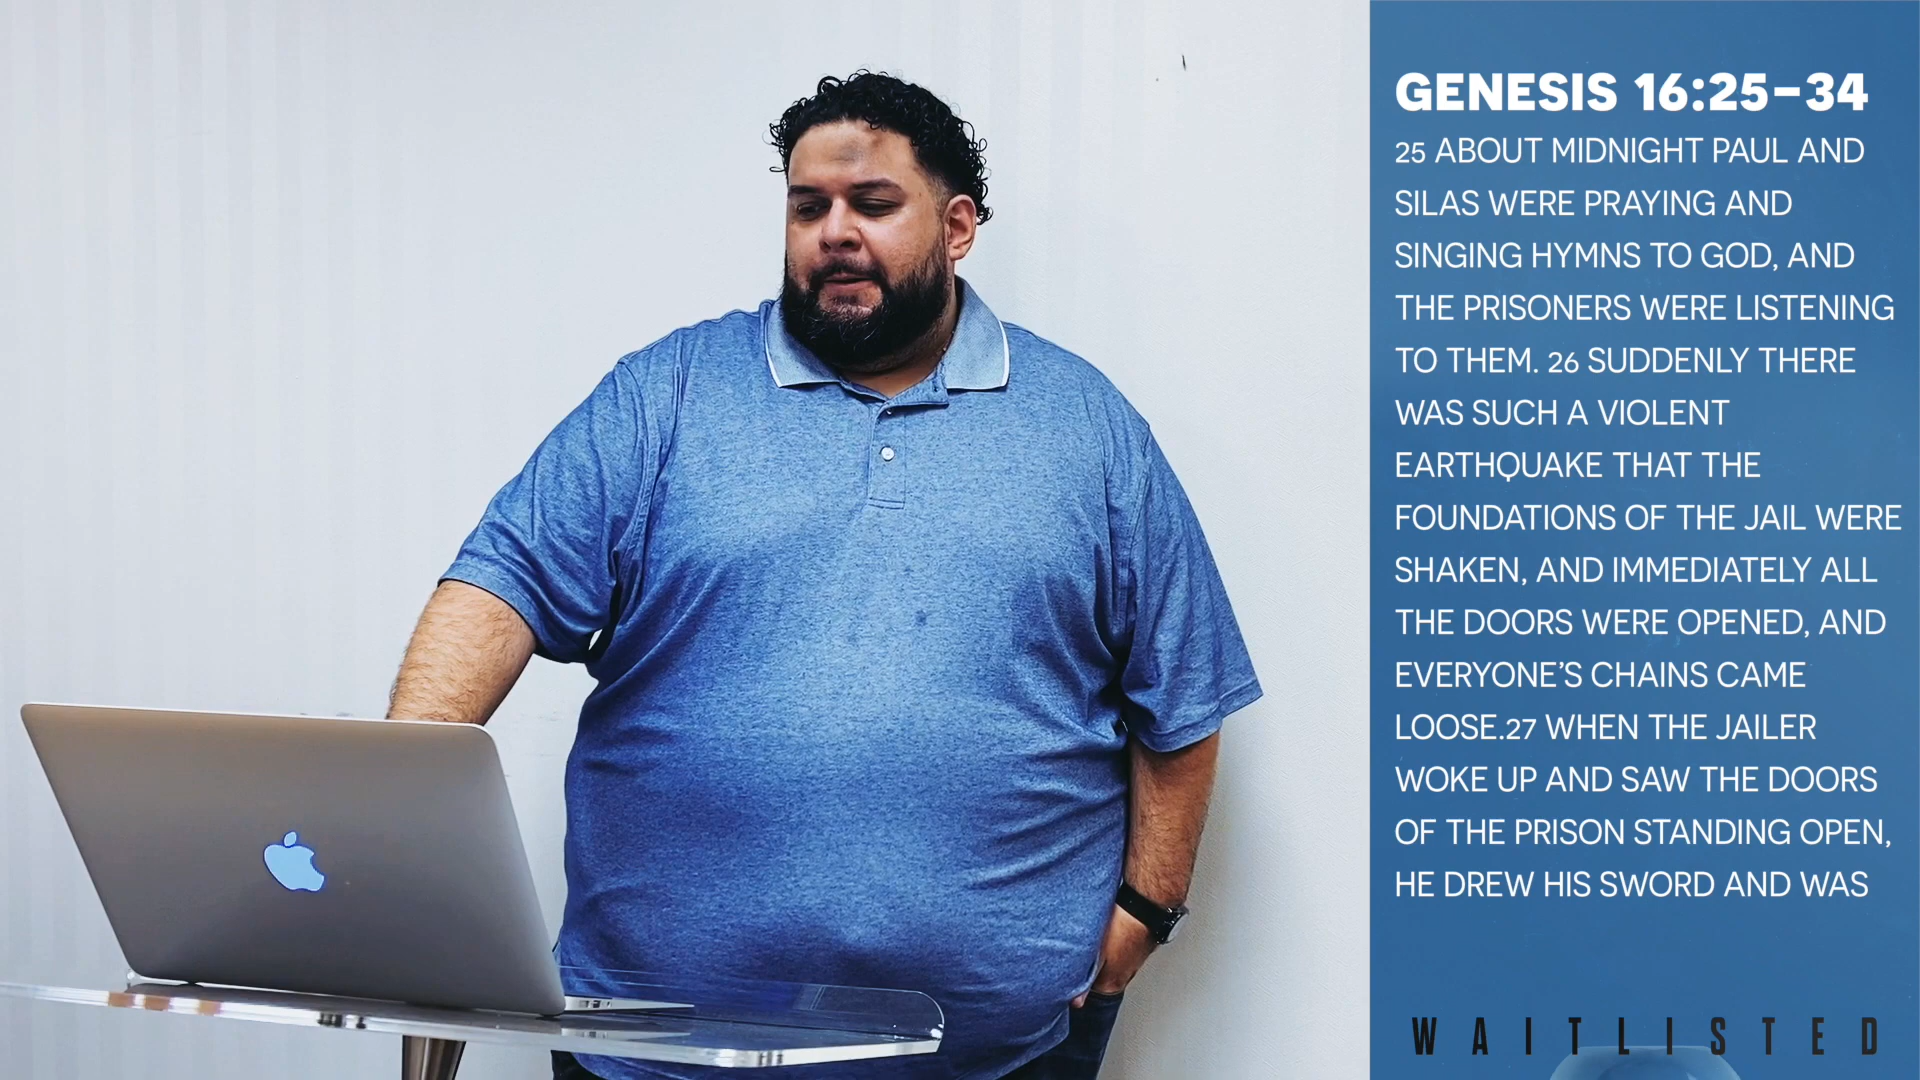 GENESIS 16:25-34
25 ABOUT MIDNIGHT PAUL AND
SILAS WERE PRAYING AND
SINGING HYMNS TO GOD, AND
THE PRISONERS WERE LISTENING
TO THEM. 26 SUDDENLY THERE
WAS SUCH A VIOLENT
EARTHQUAKE THAT THE
FOUNDATIONS OF THE JAIL WERE
SHAKEN, AND IMMEDIATELY ALL
THE DOORS WERE OPENED, AND
EVERYONE’S CHAINS CAME
LOOSE.27 WHEN THE JAILER
WOKE UP AND SAW THE DOORS
OF THE PRISON STANDING OPEN,
HE DREW HIS SWORD AND WAS
WAITLISTED